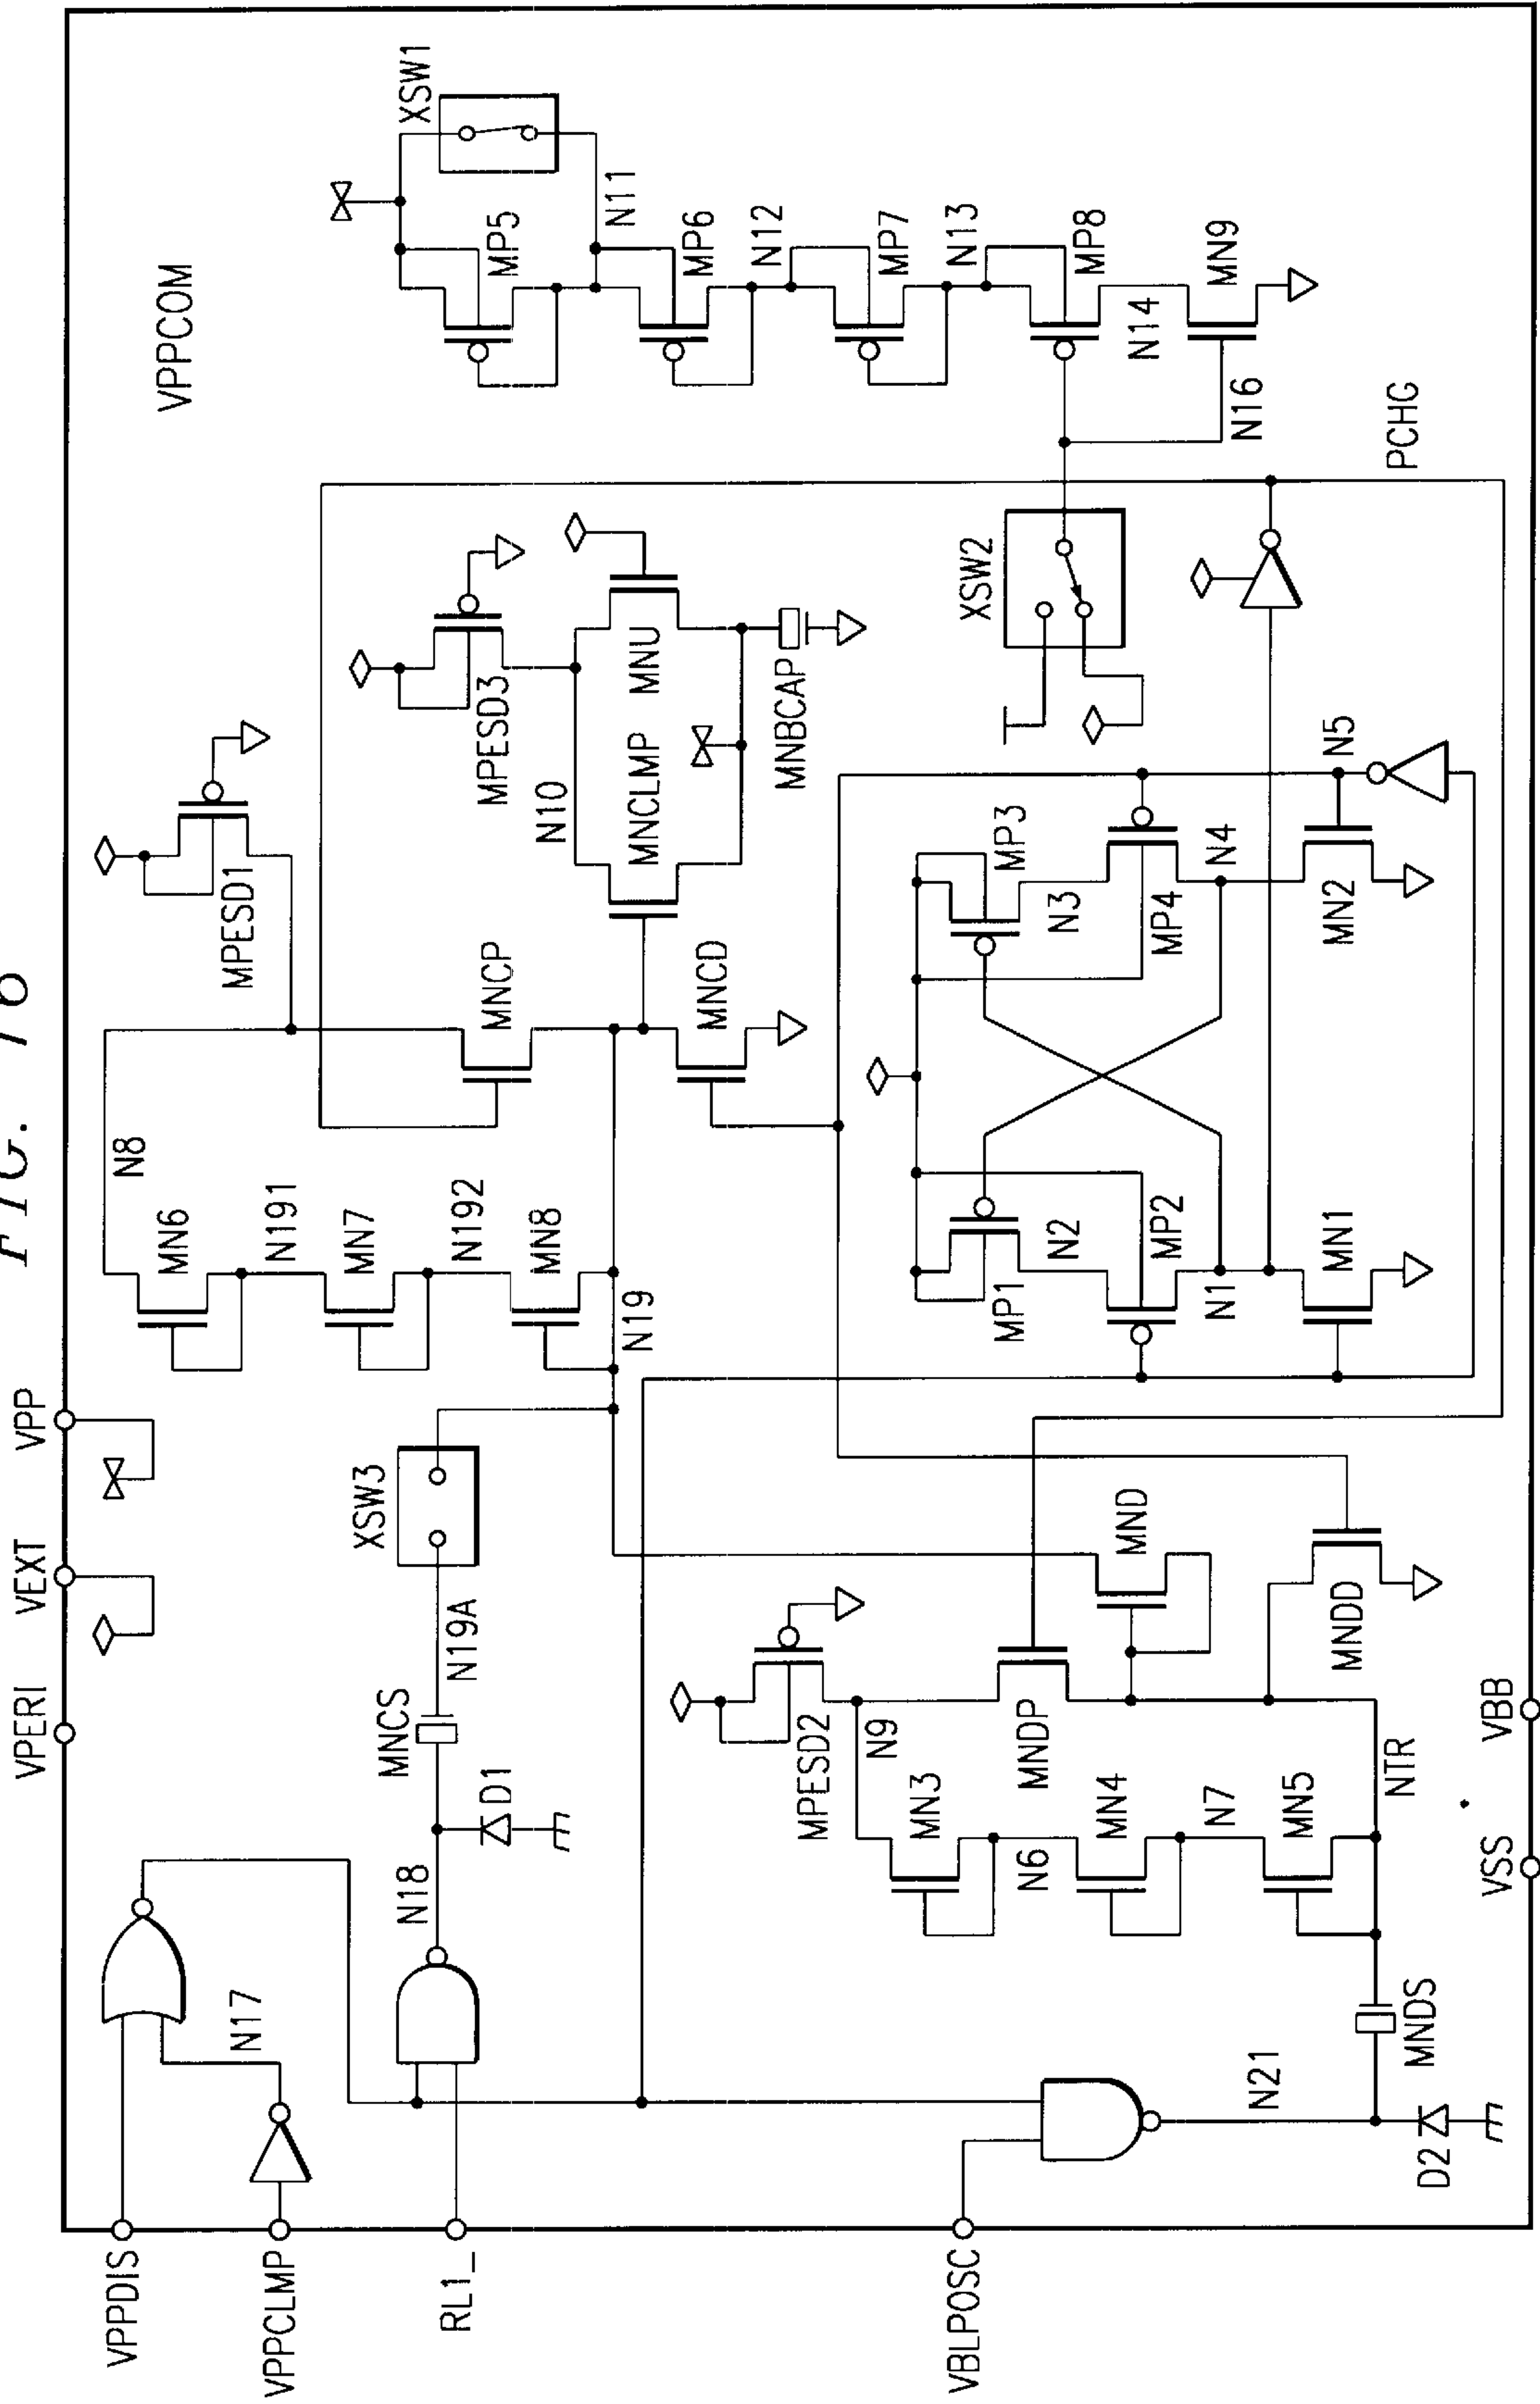 FIG. 16
VPERI
VEXT
VPP
VPPCOM
VPPDIS
VPPCLMP
RL1_
VBLPOSC
N17
N18
D1
MNCS
N19A
XSW3
N19
MN6
N191
MN7
N192
MN8
N8
MPESD1
MNCP
MNCD
N10
MPESD3
MNCLMP
MNU
MNBCAP
XSW1
MP5
N11
MP6
N12
MP7
N13
MP8
N14
MN9
N16
XSW2
PCHG
MP1
N2
MP2
N1
MN1
MP3
N3
MP4
N4
MN2
N5
MPESD2
N9
MN3
N6
MN4
N7
MN5
MNDP
MND
MNDD
NTR
MNDS
N21
D2
VSS
VBB